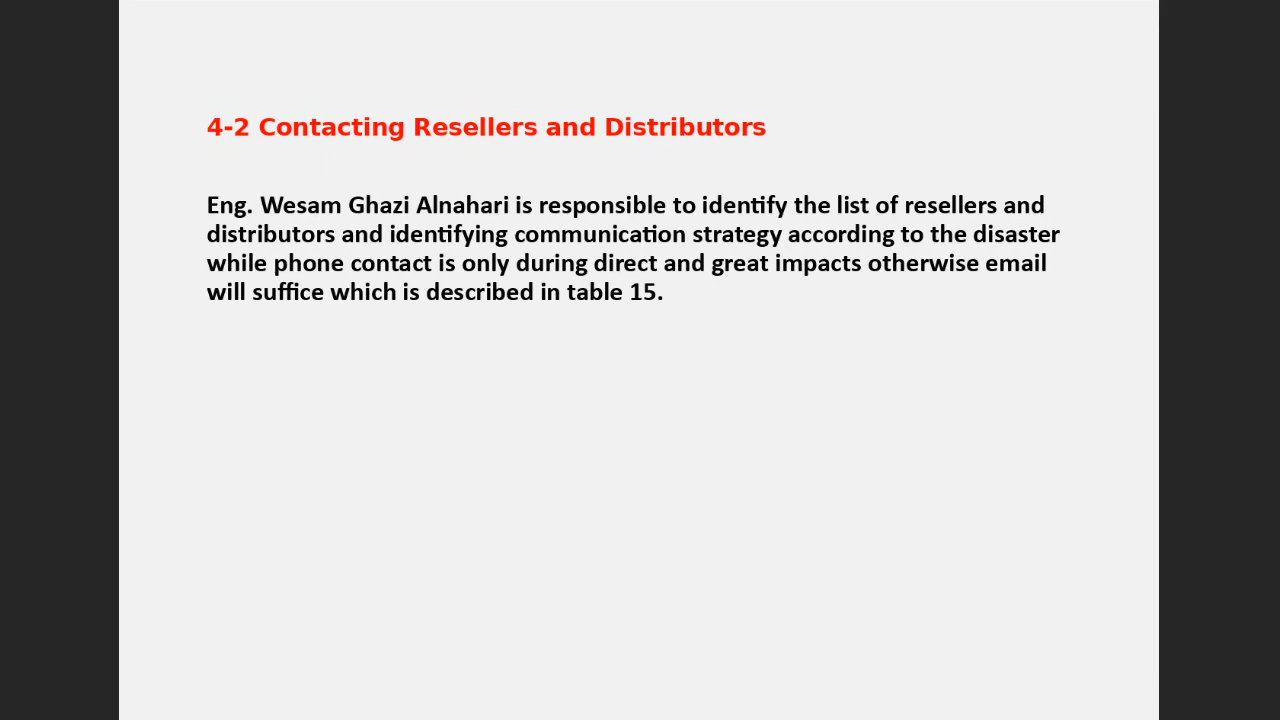 4-2 Contacting Resellers and Distributors
Eng. Wesam Ghazi Alnahari is responsible to identify the list of resellers and
distributors and identifying communication strategy according to the disaster
while phone contact is only during direct and great impacts otherwise email
will suffice which is described in table 15.